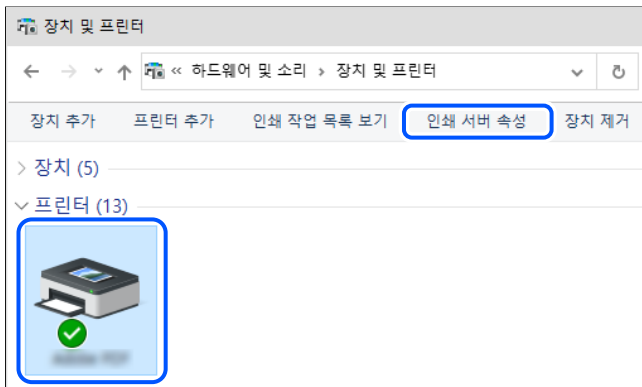 장치 및 프린터
« 하드웨어 및 소리 › 장치 및 프린터
장치 추가 프린터 추가 인쇄 작업 목록 보기 인쇄 서버 속성 장치 제거
장치 (5)
프린터 (13)